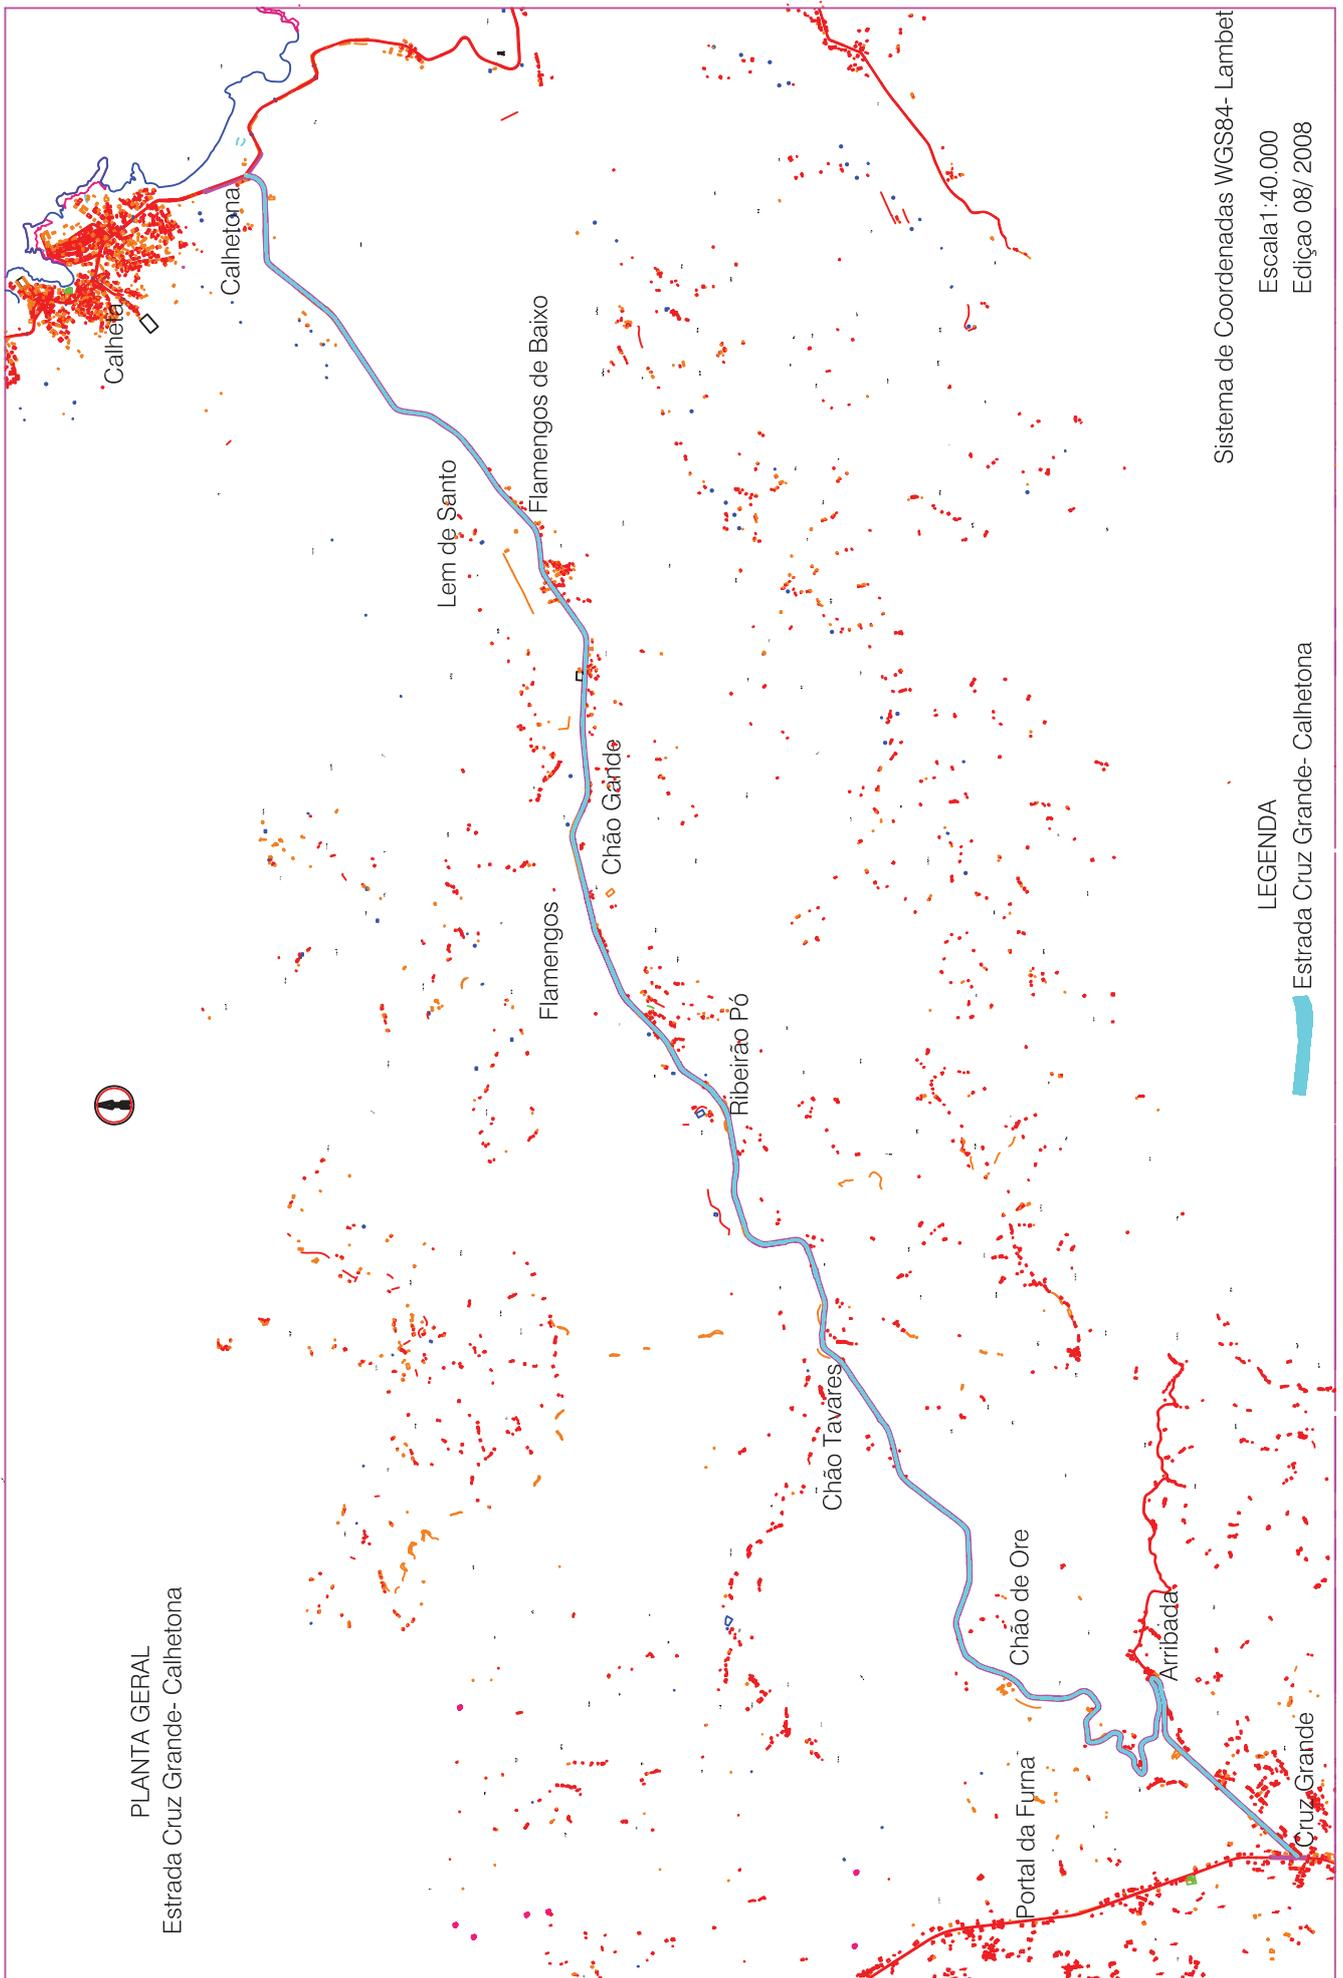 PLANTA GERAL
Estrada Cruz Grande- Calhetona
Calheta
Calhetona
Lem de Santo
Flamengos de Baixo
Flamengos
Chão Gande
Ribeirão Pó
Chão Tavares
Chão de Ore
Portal da Furna
Arribada
Cruz Grande
Sistema de Coordenadas WGS84- Lambet
Escala1:40.000
Ediçao 08/ 2008
LEGENDA
Estrada Cruz Grande- Calhetona